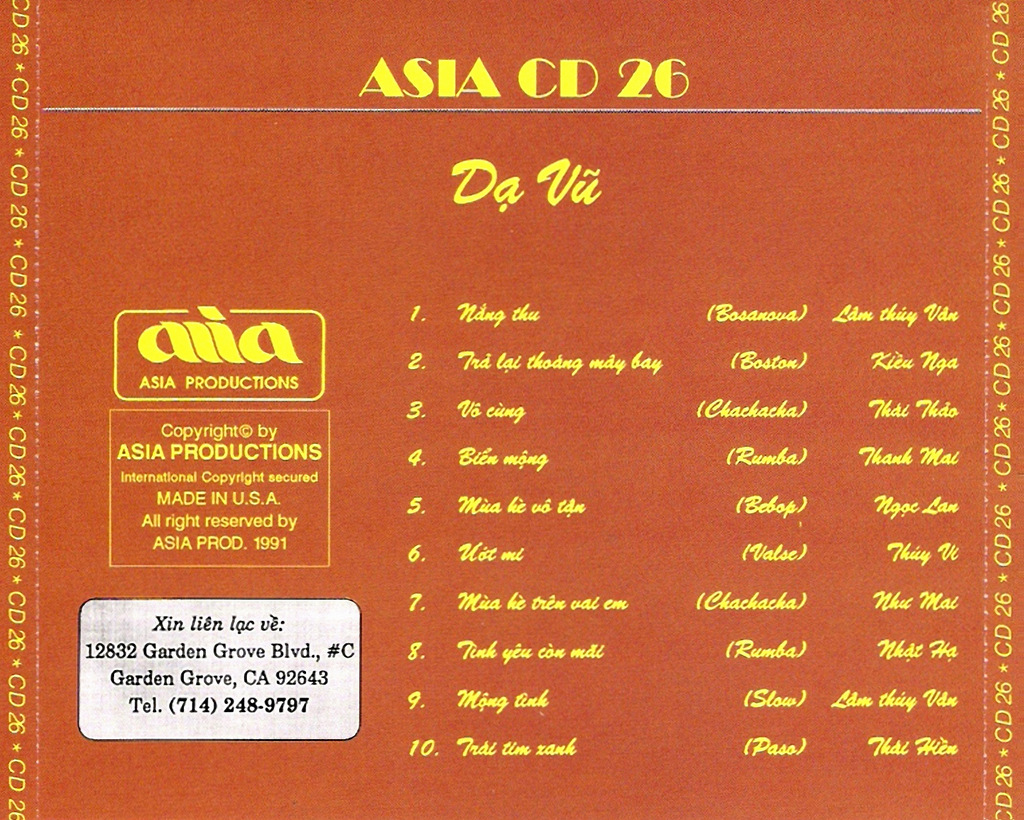 ASIA CD 26
Dạ Vũ
asia
ASIA PRODUCTIONS
Copyright© by
ASIA PRODUCTIONS
International Copyright secured
MADE IN U.S.A.
All right reserved by
ASIA PROD. 1991
Xin liên lạc về:
12832 Garden Grove Blvd., #C
Garden Grove, CA 92643
Tel. (714) 248-9797
1. Nắng thu (Bosanova) Lâm thúy Vân
2. Trả lại thoáng mây bay (Boston) Kiều Nga
3. Vô cùng (Chachacha) Thái Thảo
4. Biển mộng (Rumba) Thanh Mai
5. Mùa hè vô tận (Bebop) Ngọc Lan
6. Ướt mi (Valse) Thúy Vi
7. Mùa hè trên vai em (Chachacha) Như Mai
8. Tình yêu còn mãi (Rumba) Nhật Hạ
9. Mộng tình (Slow) Lâm thúy Vân
10. Trái tim xanh (Paso) Thái Hiền
CD 26 * CD 26 * CD 26 * CD 26 * CD 26 * CD 26 * CD 26 * CD 26 * CD 26 * CD 26
CD 26 * CD 26 * CD 26 * CD 26 * CD 26 * CD 26 * CD 26 * CD 26 * CD 26 * CD 26